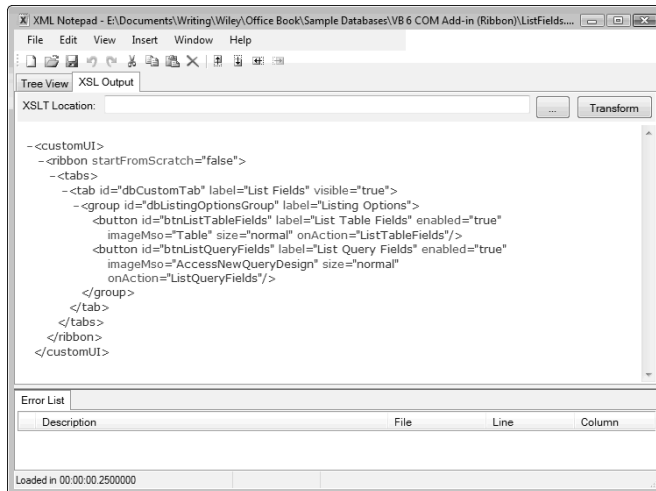 XML Notepad - E:\Documents\Writing\Wiley\Office Book\Sample Databases\VB 6 COM Add-in (Ribbon)\ListFields....
File Edit View Insert Window Help
Tree View XSL Output
XSLT Location: ... Transform
-<customUI>
-<ribbon startFromScratch="false">
-<tabs>
-<tab id="dbCustomTab" label="List Fields" visible="true">
-<group id="dbListingOptionsGroup" label="Listing Options">
<button id="btnListTableFields" label="List Table Fields" enabled="true"
imageMso="Table" size="normal" onAction="ListTableFields"/>
<button id="btnListQueryFields" label="List Query Fields" enabled="true"
imageMso="AccessNewQueryDesign" size="normal"
onAction="ListQueryFields"/>
</group>
</tab>
</tabs>
</ribbon>
</customUI>
Error List
Description File Line Column
Loaded in 00:00:00.2500000